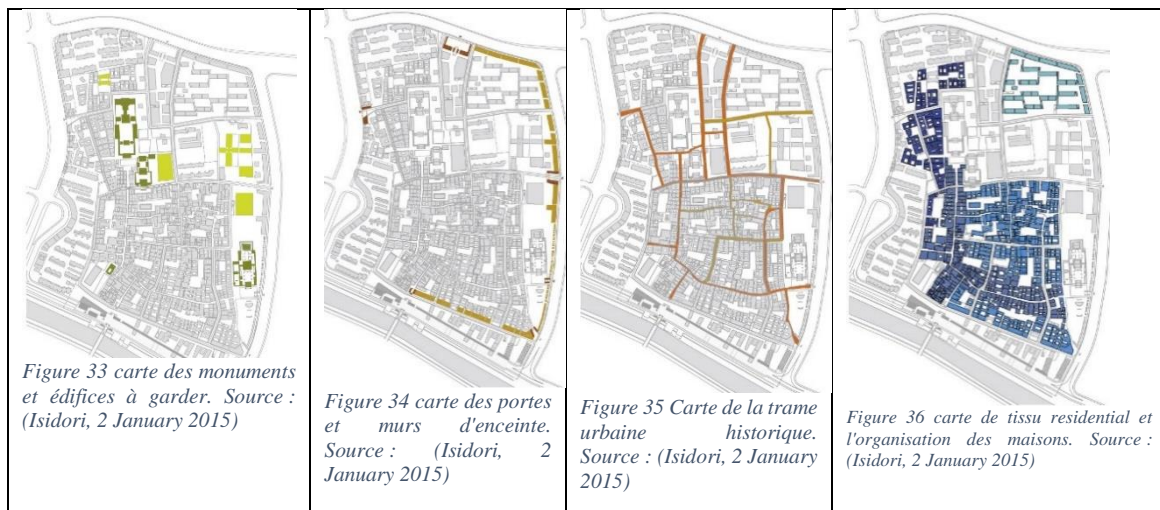 Figure 33 carte des monuments
et édifices à garder. Source :
(Isidori, 2 January 2015)
Figure 34 carte des portes
et murs d'enceinte.
Source : (Isidori, 2
January 2015)
Figure 35 Carte de la trame
urbaine historique.
Source : (Isidori, 2 January
2015)
Figure 36 carte de tissu residential et
l'organisation des maisons. Source :
(Isidori, 2 January 2015)